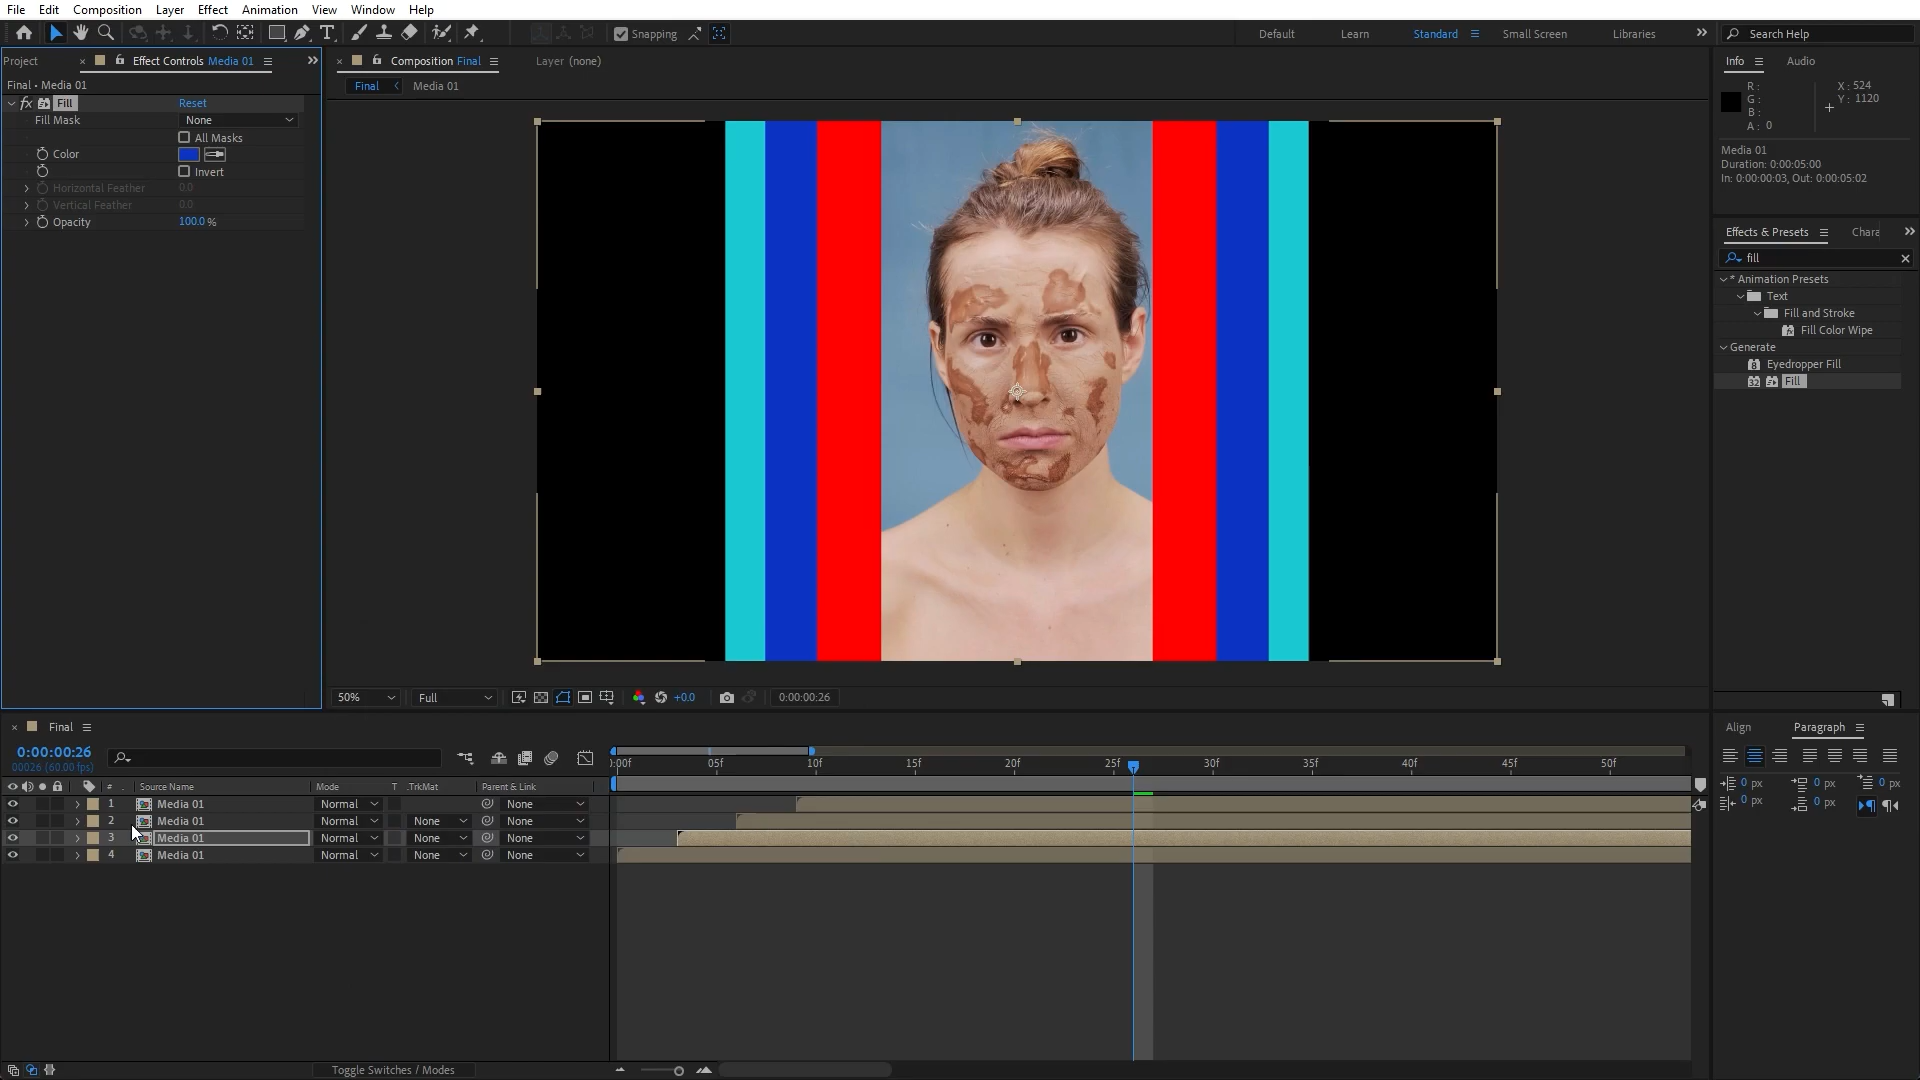 File Edit Composition Layer Effect Animation View Window Help
Snapping
Default Learn Standard Small Screen Libraries Search Help
Project Effect Controls Media 01
Composition Final Layer (none)
Info Audio
Final • Media 01
Final Media 01
R : X : 524
G : Y : 1120
B :
A : 0
fx Fill Reset
Fill Mask None
All Masks
Color
Invert
Horizontal Feather 0.0
Vertical Feather 0.0
Opacity 100.0 %
Media 01
Duration: 0:00:05:00
In: 0:00:00:03, Out: 0:00:05:02
Effects & Presets Chara
fill
* Animation Presets
Text
Fill and Stroke
Fill Color Wipe
Generate
Eyedropper Fill
32 Fill
50% Full +0.0 0:00:00:26
Final
0:00:00:26
00026 (60.00 fps)
# . Source Name Mode T .TrkMat Parent & Link
):00f 05f 10f 15f 20f 25f 30f 35f 40f 45f 50f
1 Media 01 Normal None
2 Media 01 Normal None None
3 Media 01 Normal None None
4 Media 01 Normal None None
Toggle Switches / Modes
Align Paragraph
0 px 0 px 0 px
0 px 0 px